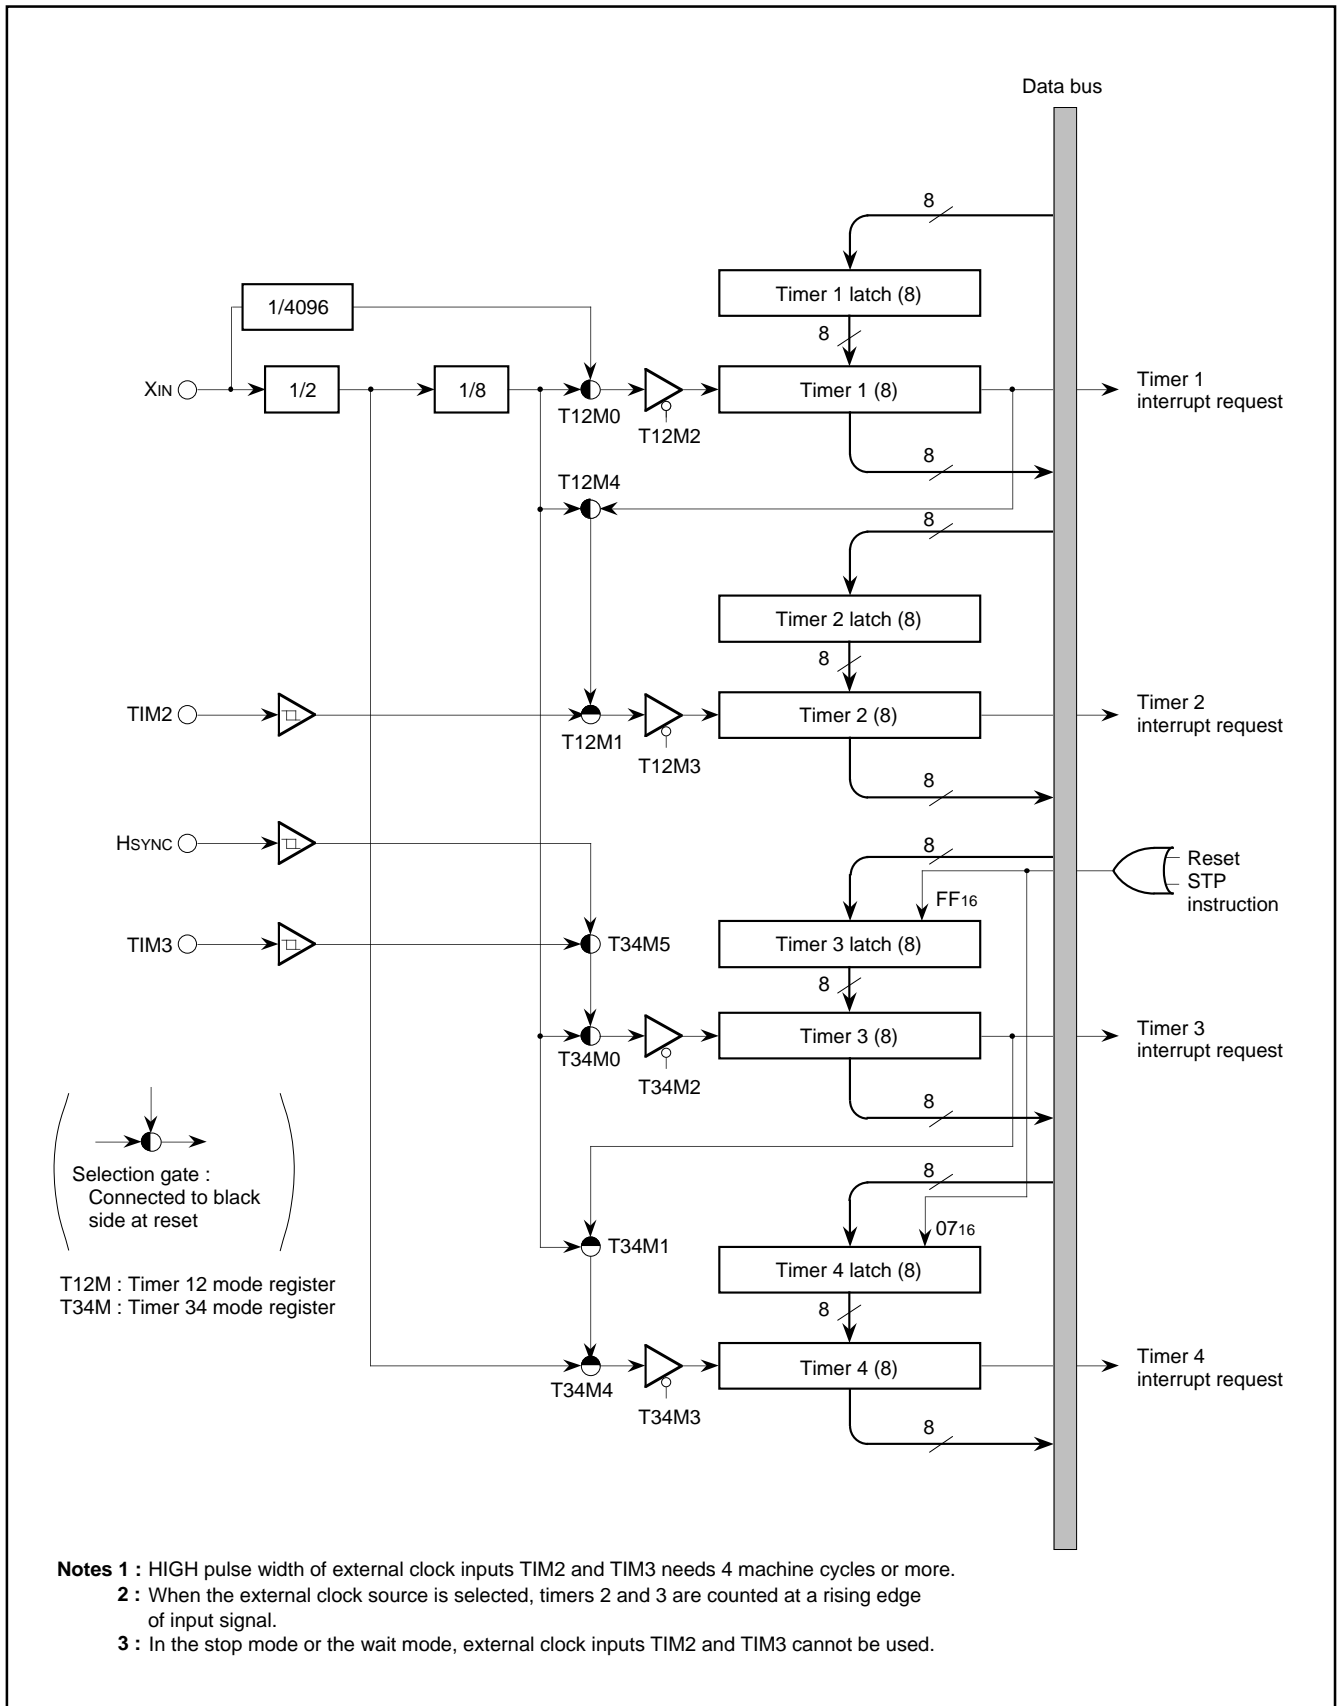 Data bus
8
1/4096
Timer 1 latch (8)
8
XIN
1/2
1/8
T12M0
T12M2
Timer 1 (8)
Timer 1
interrupt request
8
T12M4
8
Timer 2 latch (8)
8
TIM2
T12M1
T12M3
Timer 2 (8)
Timer 2
interrupt request
8
HSYNC
8
Reset
STP
instruction
FF16
TIM3
T34M5
Timer 3 latch (8)
8
T34M0
T34M2
Timer 3 (8)
Timer 3
interrupt request
8
Selection gate :
Connected to black
side at reset
8
0716
T34M1
Timer 4 latch (8)
T12M : Timer 12 mode register
T34M : Timer 34 mode register
8
T34M4
T34M3
Timer 4 (8)
Timer 4
interrupt request
8
Notes 1 : HIGH pulse width of external clock inputs TIM2 and TIM3 needs 4 machine cycles or more.
2 : When the external clock source is selected, timers 2 and 3 are counted at a rising edge
of input signal.
3 : In the stop mode or the wait mode, external clock inputs TIM2 and TIM3 cannot be used.